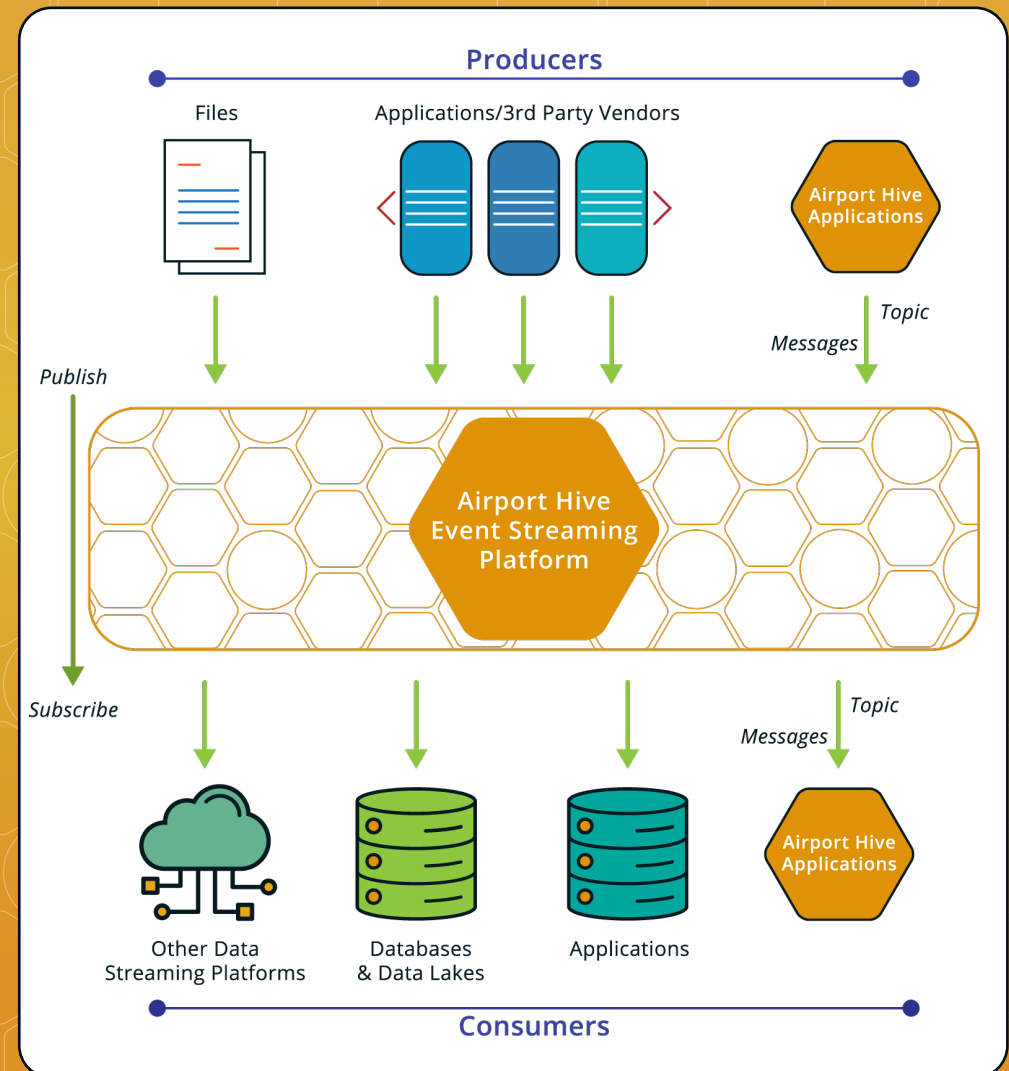 Producers
Files
Applications/3rd Party Vendors
Airport Hive
Applications
Topic
Messages
Publish
Airport Hive
Event Streaming
Platform
Subscribe
Topic
Messages
Airport Hive
Applications
Other Data
Streaming Platforms
Databases
& Data Lakes
Applications
Consumers